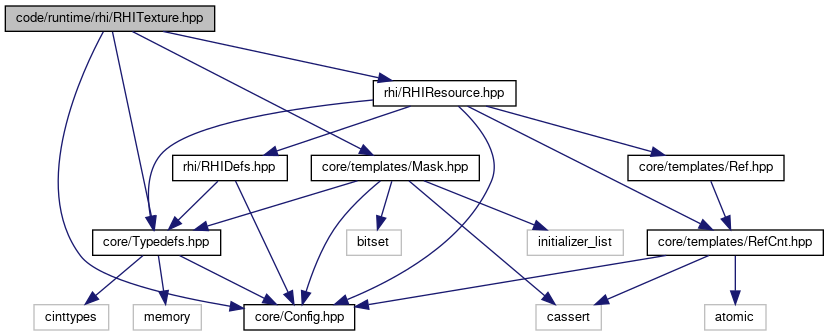 code/runtime/rhi/RHITexture.hpp
rhi/RHIResource.hpp
rhi/RHIDefs.hpp
core/templates/Mask.hpp
core/templates/Ref.hpp
core/Typedefs.hpp
bitset
initializer_list
core/templates/RefCnt.hpp
cinttypes
memory
core/Config.hpp
cassert
atomic